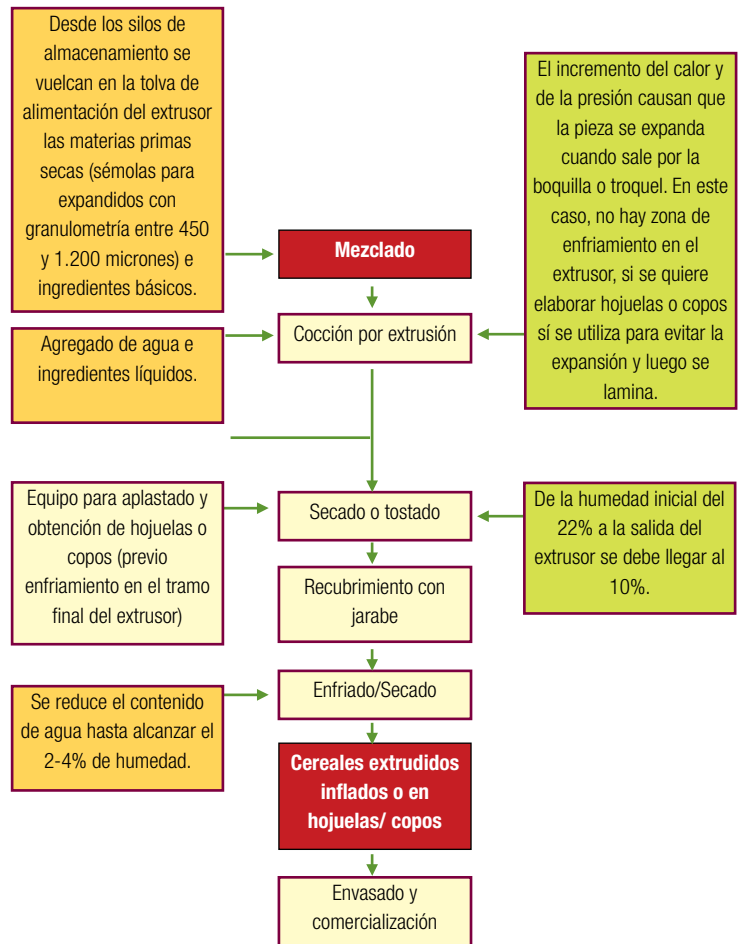 Desde los silos de
almacenamiento se
vuelcan en la tolva de
alimentación del extrusor
las materias primas
secas (sémolas para
expandidos con
granulometría entre 450
y 1.200 micrones) e
ingredientes básicos.
Mezclado
El incremento del calor y
de la presión causan que
la pieza se expanda
cuando sale por la
boquilla o troquel. En este
caso, no hay zona de
enfriamiento en el
extrusor, si se quiere
elaborar hojuelas o copos
sí se utiliza para evitar la
expansión y luego se
lamina.
Agregado de agua e
ingredientes líquidos.
Cocción por extrusión
Equipo para aplastado y
obtención de hojuelas o
copos (previo
enfriamiento en el tramo
final del extrusor)
Secado o tostado
De la humedad inicial del
22% a la salida del
extrusor se debe llegar al
10%.
Recubrimiento con
jarabe
Se reduce el contenido
de agua hasta alcanzar el
2-4% de humedad.
Enfriado/Secado
Cereales extrudidos
inflados o en
hojuelas/ copos
Envasado y
comercialización